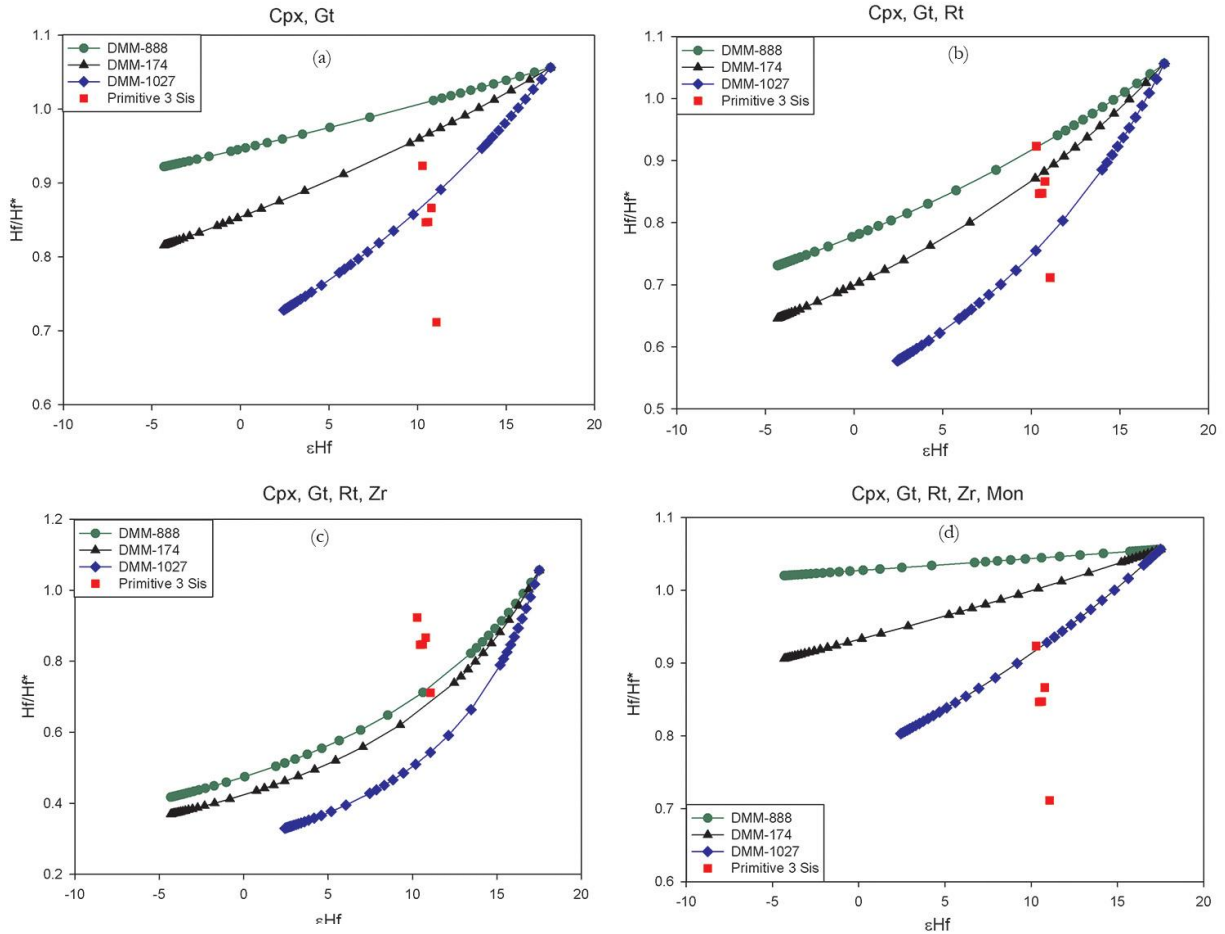 Cpx, Gt
(a)
DMM-888
DMM-174
DMM-1027
Primitive 3 Sis
1.1
1.0
0.9
0.8
0.7
0.6
Hf/Hf*
-10 -5 0 5 10 15 20
εHf
Cpx, Gt, Rt
(b)
DMM-888
DMM-174
DMM-1027
Primitive 3 Sis
1.1
1.0
0.9
0.8
0.7
0.6
0.5
Hf/Hf*
-10 -5 0 5 10 15 20
εHf
Cpx, Gt, Rt, Zr
(c)
DMM-888
DMM-174
DMM-1027
Primitive 3 Sis
1.2
1.0
0.8
0.6
0.4
0.2
Hf/Hf*
-10 -5 0 5 10 15 20
εHf
Cpx, Gt, Rt, Zr, Mon
(d)
1.1
1.0
0.9
0.8
0.7
0.6
Hf/Hf*
DMM-888
DMM-174
DMM-1027
Primitive 3 Sis
-10 -5 0 5 10 15 20
εHf